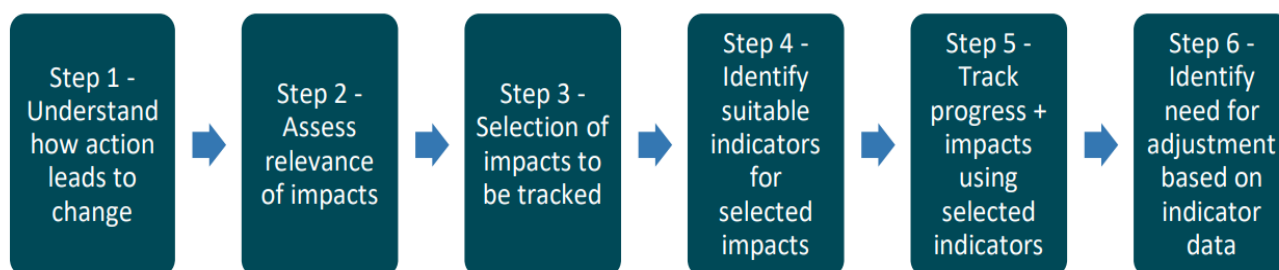 Step 1 -
Understand
how action
leads to
change
Step 2 -
Assess
relevance
of impacts
Step 3 -
Selection of
impacts to
be tracked
Step 4 -
Identify
suitable
indicators
for
selected
impacts
Step 5 -
Track
progress +
impacts
using
selected
indicators
Step 6 -
Identify
need for
adjustment
based on
indicator
data